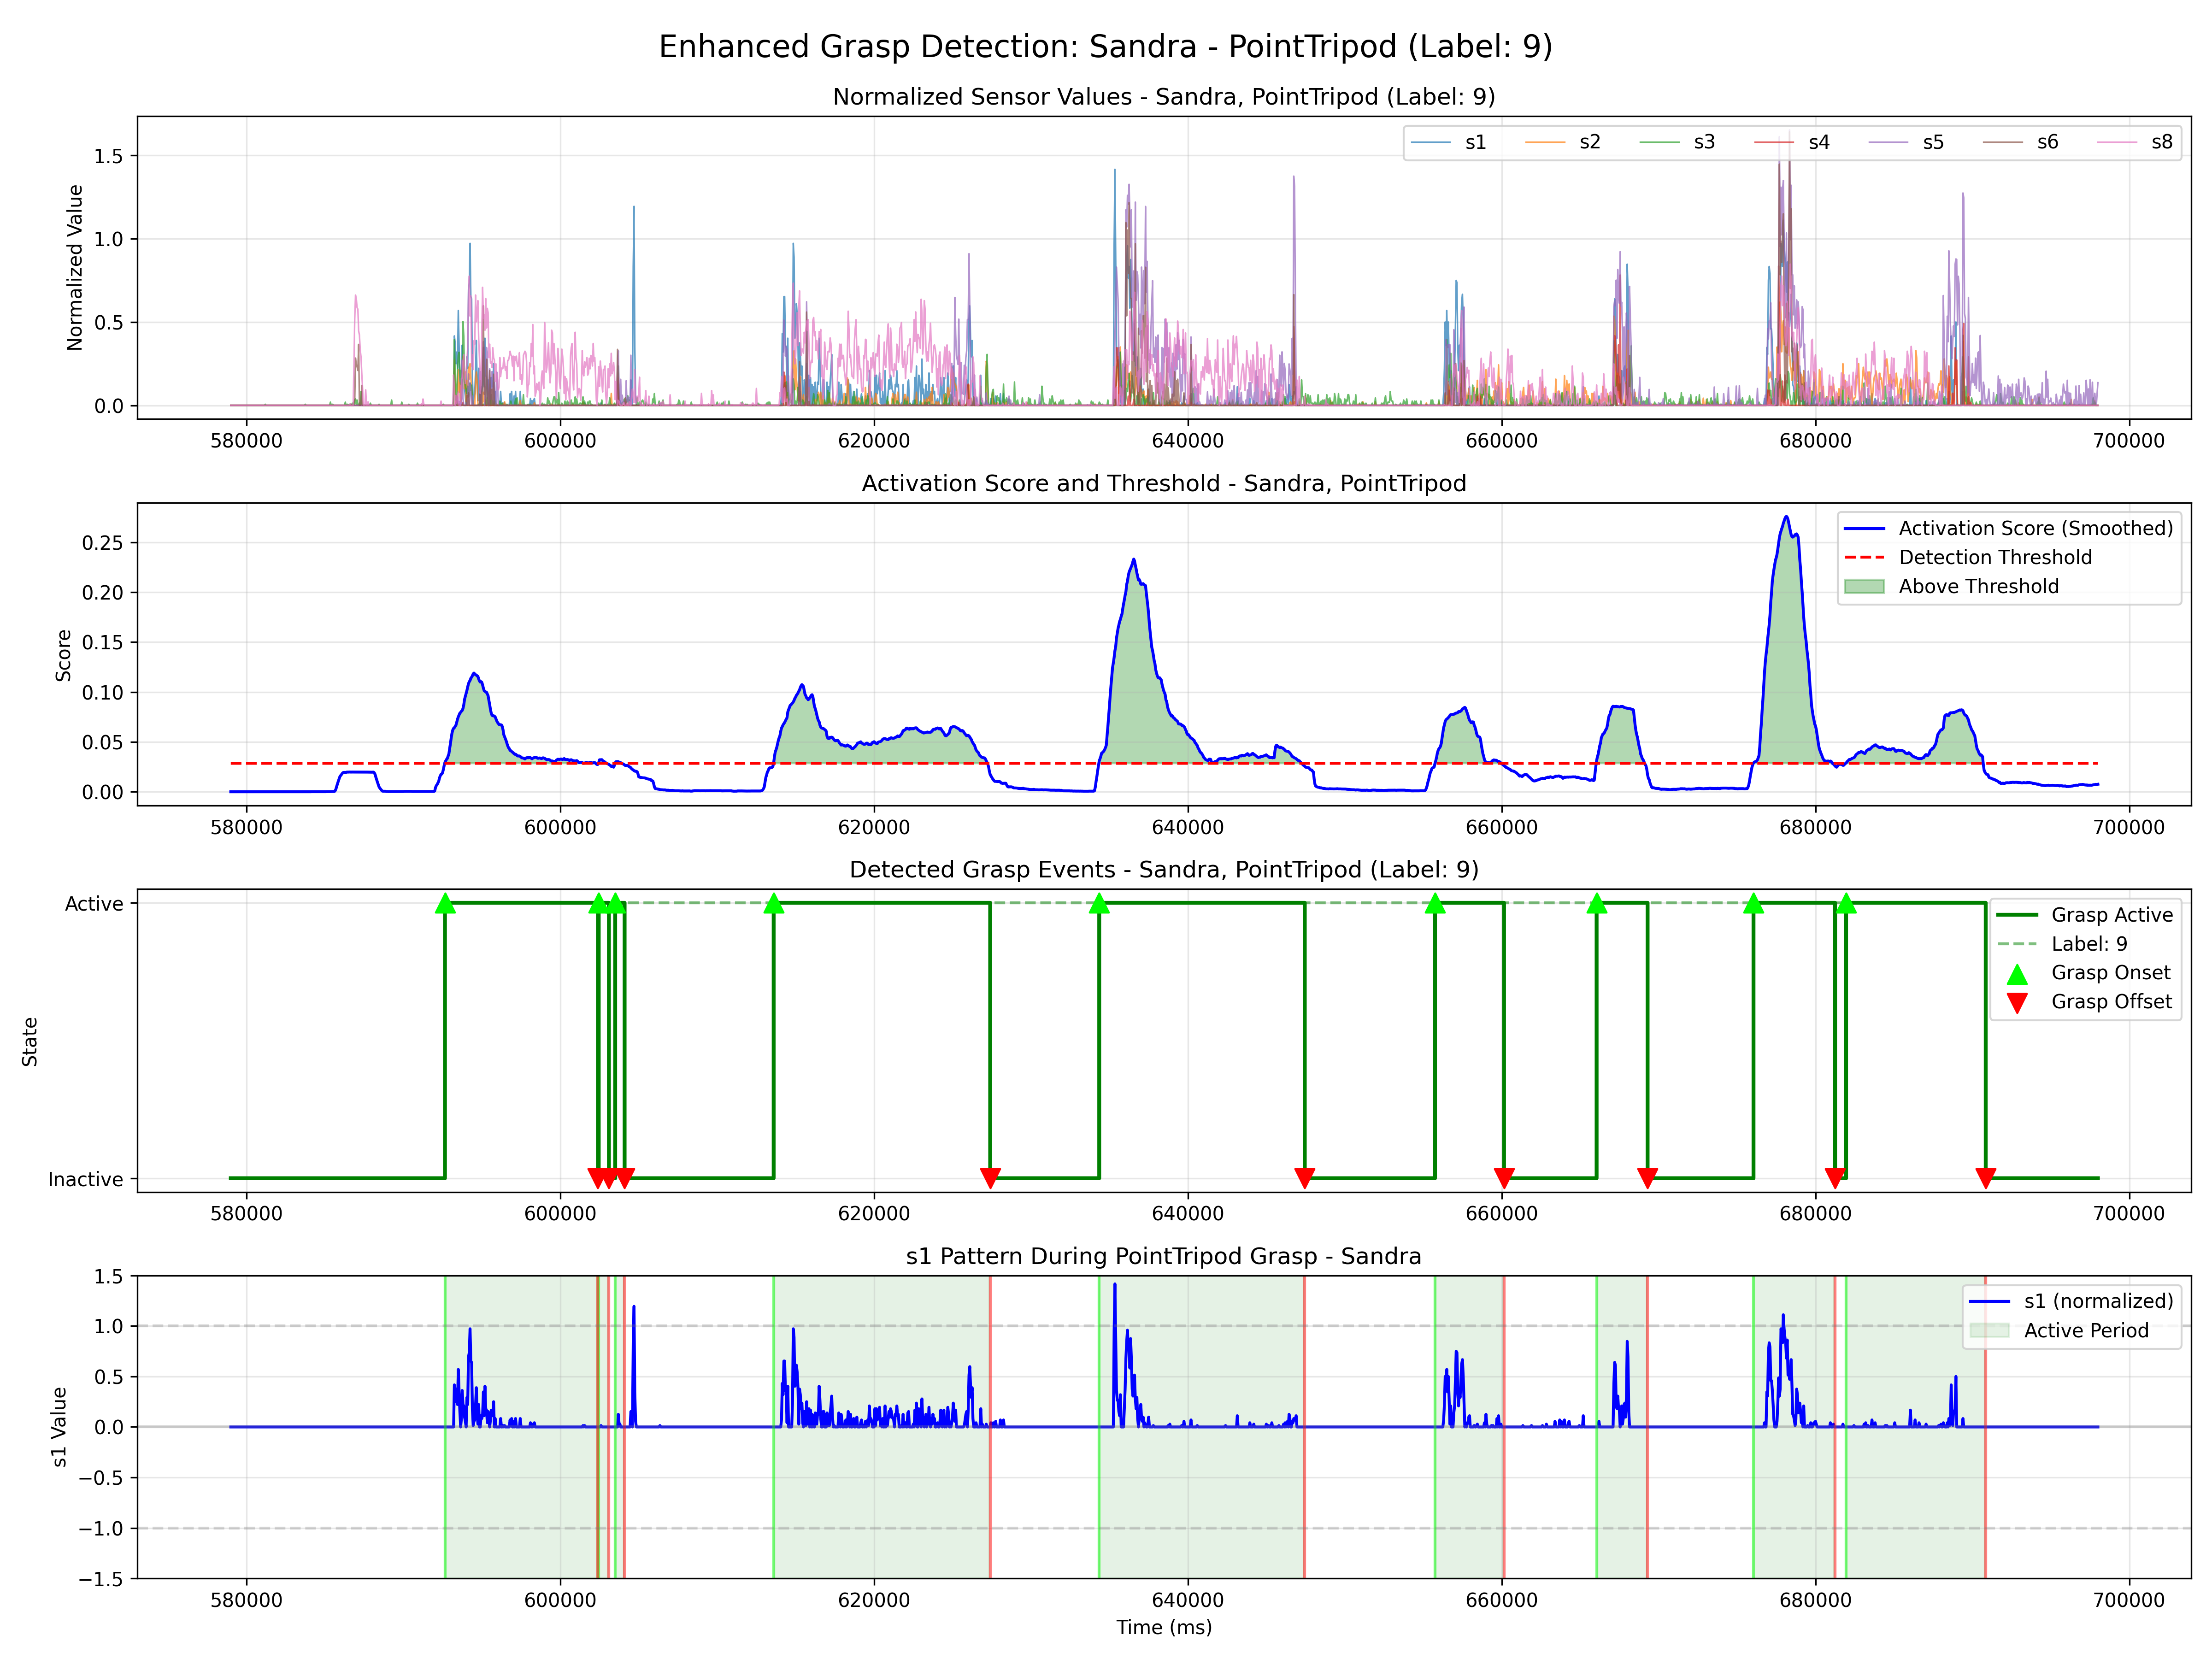 Enhanced Grasp Detection: Sandra - PointTripod (Label: 9)
Normalized Sensor Values - Sandra, PointTripod (Label: 9)
Normalized Value
1.5
1.0
0.5
0.0
s1 s2 s3 s4 s5 s6 s8
580000 600000 620000 640000 660000 680000 700000
Activation Score and Threshold - Sandra, PointTripod
Score
0.25
0.20
0.15
0.10
0.05
0.00
Activation Score (Smoothed)
Detection Threshold
Above Threshold
580000 600000 620000 640000 660000 680000 700000
Detected Grasp Events - Sandra, PointTripod (Label: 9)
State
Active
Inactive
Grasp Active
Label: 9
Grasp Onset
Grasp Offset
580000 600000 620000 640000 660000 680000 700000
s1 Pattern During PointTripod Grasp - Sandra
s1 Value
1.5
1.0
0.5
0.0
−0.5
−1.0
−1.5
s1 (normalized)
Active Period
580000 600000 620000 640000 660000 680000 700000
Time (ms)